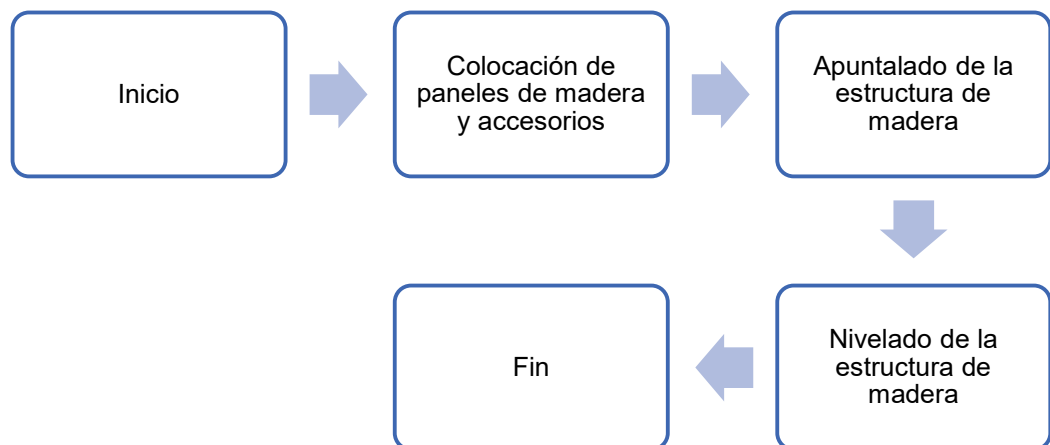 Inicio
Colocación de
paneles de madera
y accesorios
Apuntalado de la
estructura de
madera
Nivelado de la
estructura de
madera
Fin